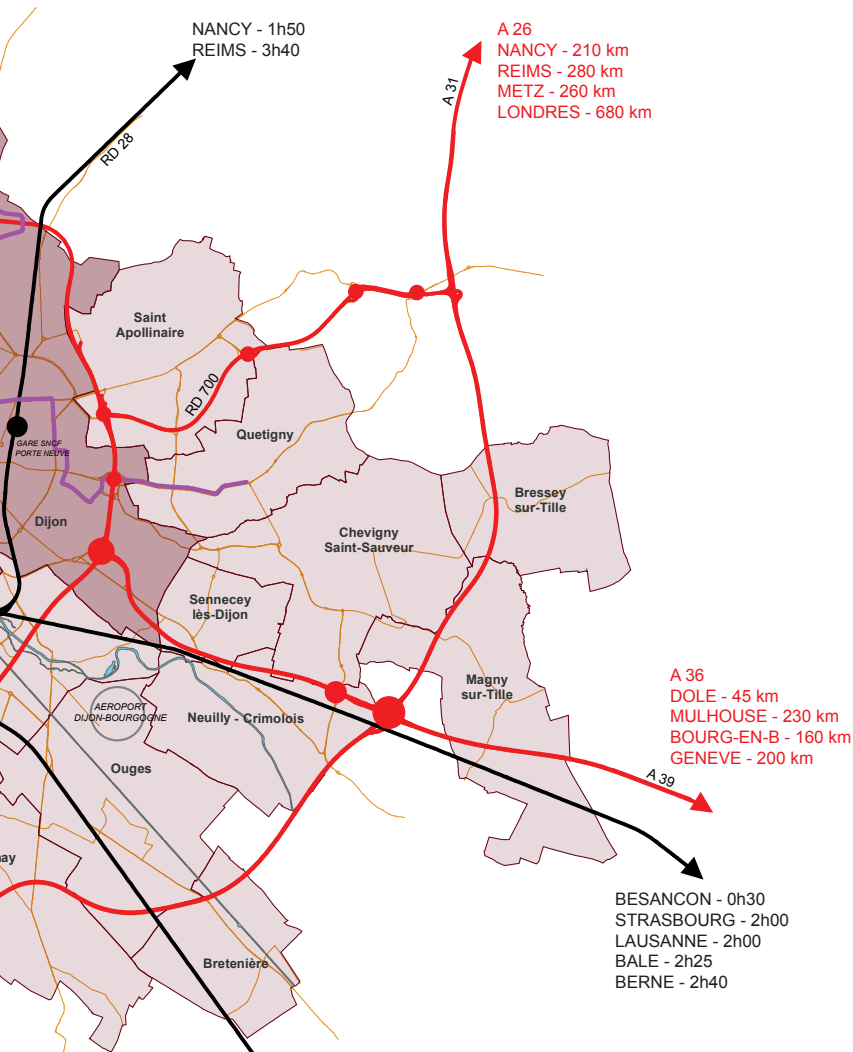 NANCY - 1h50
REIMS - 3h40
A 26
NANCY - 210 km
REIMS - 280 km
METZ - 260 km
LONDRES - 680 km
A 31
RD 28
Saint
Apollinaire
RD 700
Quetigny
GARE SNCF
PORTE NEUVE
Bressey
sur-Tille
Dijon
Chevigny
Saint-Sauveur
Sennecey
lès-Dijon
Magny
sur-Tille
A 36
DOLE - 45 km
MULHOUSE - 230 km
BOURG-EN-B - 160 km
GENEVE - 200 km
AEROPORT
DIJON-BOURGOGNE
Neuilly - Crimolois
Ouges
A 39
ay
BESANCON - 0h30
STRASBOURG - 2h00
LAUSANNE - 2h00
BALE - 2h25
BERNE - 2h40
Bretenière